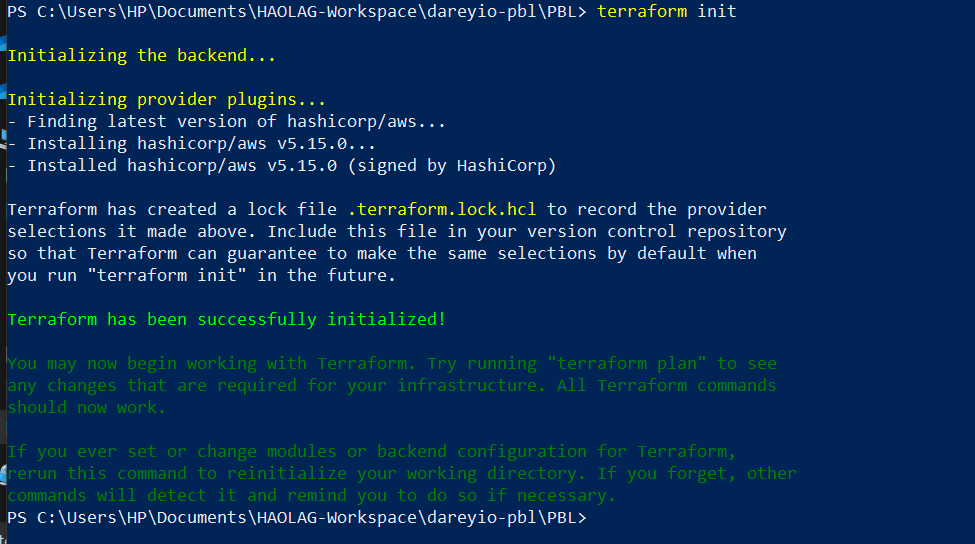 PS C:\Users\HP\Documents\HAOLAG-Workspace\dareyio-pbl\PBL> terraform init
Initializing the backend...
Initializing provider plugins...
- Finding latest version of hashicorp/aws...
- Installing hashicorp/aws v5.15.0...
- Installed hashicorp/aws v5.15.0 (signed by HashiCorp)
Terraform has created a lock file .terraform.lock.hcl to record the provider
selections it made above. Include this file in your version control repository
so that Terraform can guarantee to make the same selections by default when
you run "terraform init" in the future.
Terraform has been successfully initialized!
You may now begin working with Terraform. Try running "terraform plan" to see
any changes that are required for your infrastructure. All Terraform commands
should now work.
If you ever set or change modules or backend configuration for Terraform,
rerun this command to reinitialize your working directory. If you forget, other
commands will detect it and remind you to do so if necessary.
PS C:\Users\HP\Documents\HAOLAG-Workspace\dareyio-pbl\PBL>